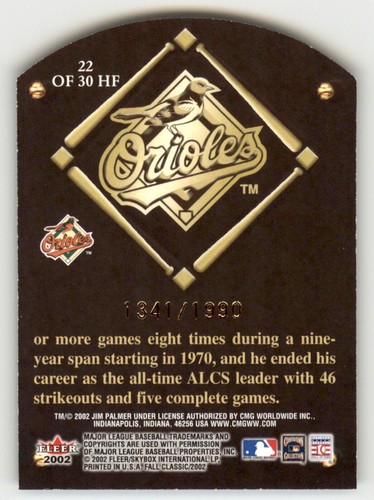 22
OF 30 HF
Orioles
TM
Orioles
TM
1341/1990
or more games eight times during a nine-
year span starting in 1970, and he ended his
career as the all-time ALCS leader with 46
strikeouts and five complete games.
TM/© 2002 JIM PALMER UNDER LICENSE AUTHORIZED BY CMG WORLDWIDE INC.,
INDIANAPOLIS, INDIANA, 46256 USA WWW.CMGWW.COM
MAJOR LEAGUE BASEBALL TRADEMARKS AND
COPYRIGHTS ARE USED WITH PERMISSION OF
MAJOR LEAGUE BASEBALL PROPERTIES, INC.
© 2002 FLEER/SKYBOX INTERNATIONAL LP.
PRINTED IN U.S.A. FALL CLASSIC/2002
FLEER
2002